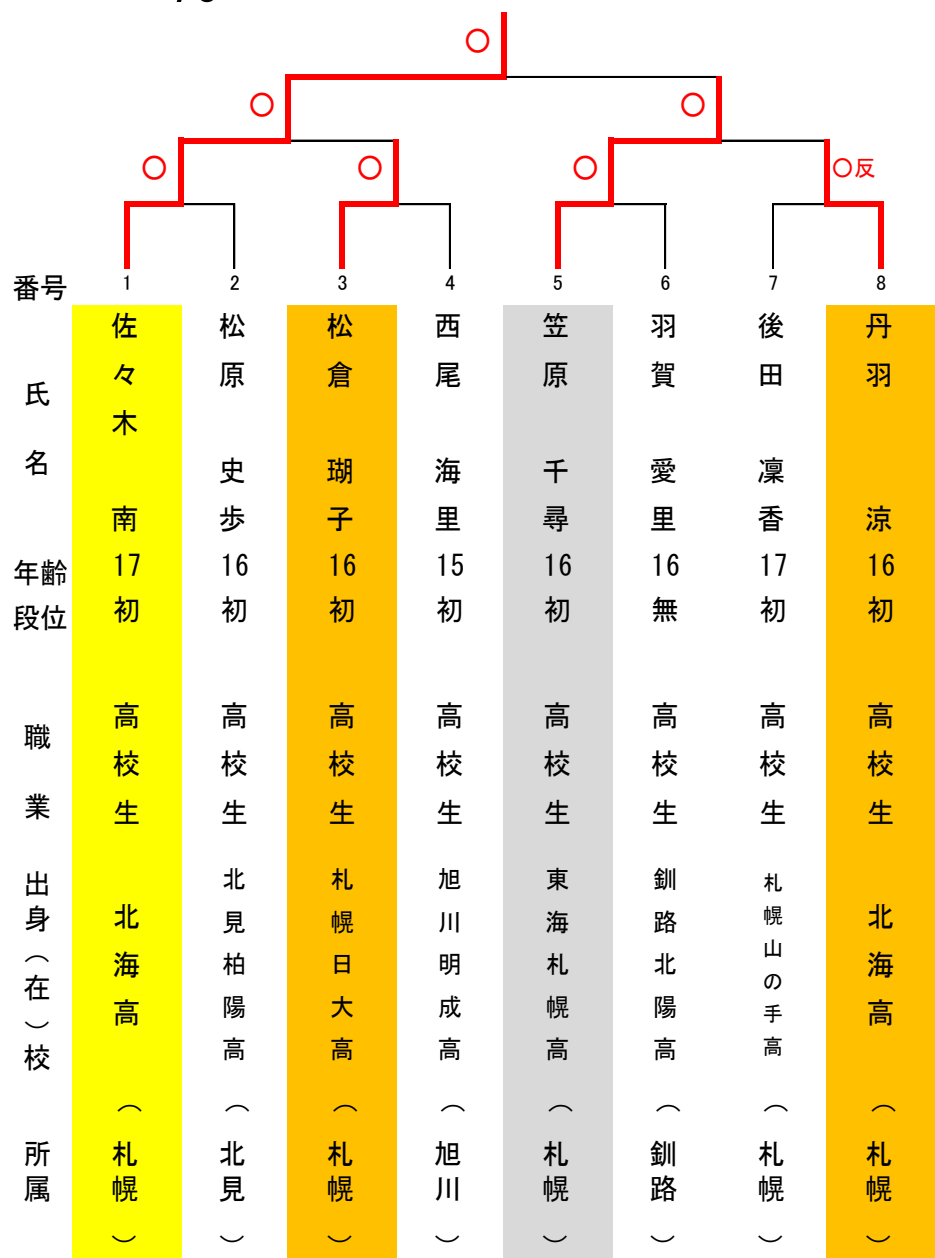 〇
〇 〇
〇 〇 〇 〇反
番号 1 2 3 4 5 6 7 8
氏名 佐々木 南 松原 史歩 松倉 瑚子 西尾 海里 笠原 千尋 羽賀 愛里 後田 凜香 丹羽 涼
年齢 17 16 16 15 16 16 17 16
段位 初 初 初 初 初 無 初 初
職業 高校生 高校生 高校生 高校生 高校生 高校生 高校生 高校生
出身(在)校 北海高 北見柏陽高 札幌日大高 旭川明成高 東海札幌高 釧路北陽高 札幌山の手高 北海高
所属 (札幌) (北見) (札幌) (旭川) (札幌) (釧路) (札幌) (札幌)